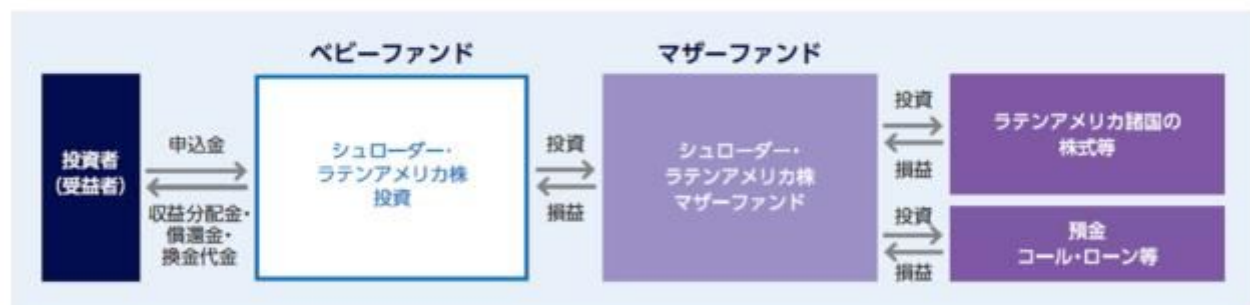 ベビーファンド
マザーファンド
投資者
(受益者)
申込金
収益分配金・
償還金・
換金代金
シュローダー・
ラテンアメリカ株
投資
投資
損益
シュローダー・
ラテンアメリカ株
マザーファンド
投資
損益
ラテンアメリカ諸国の
株式等
投資
損益
預金
コール・ローン等